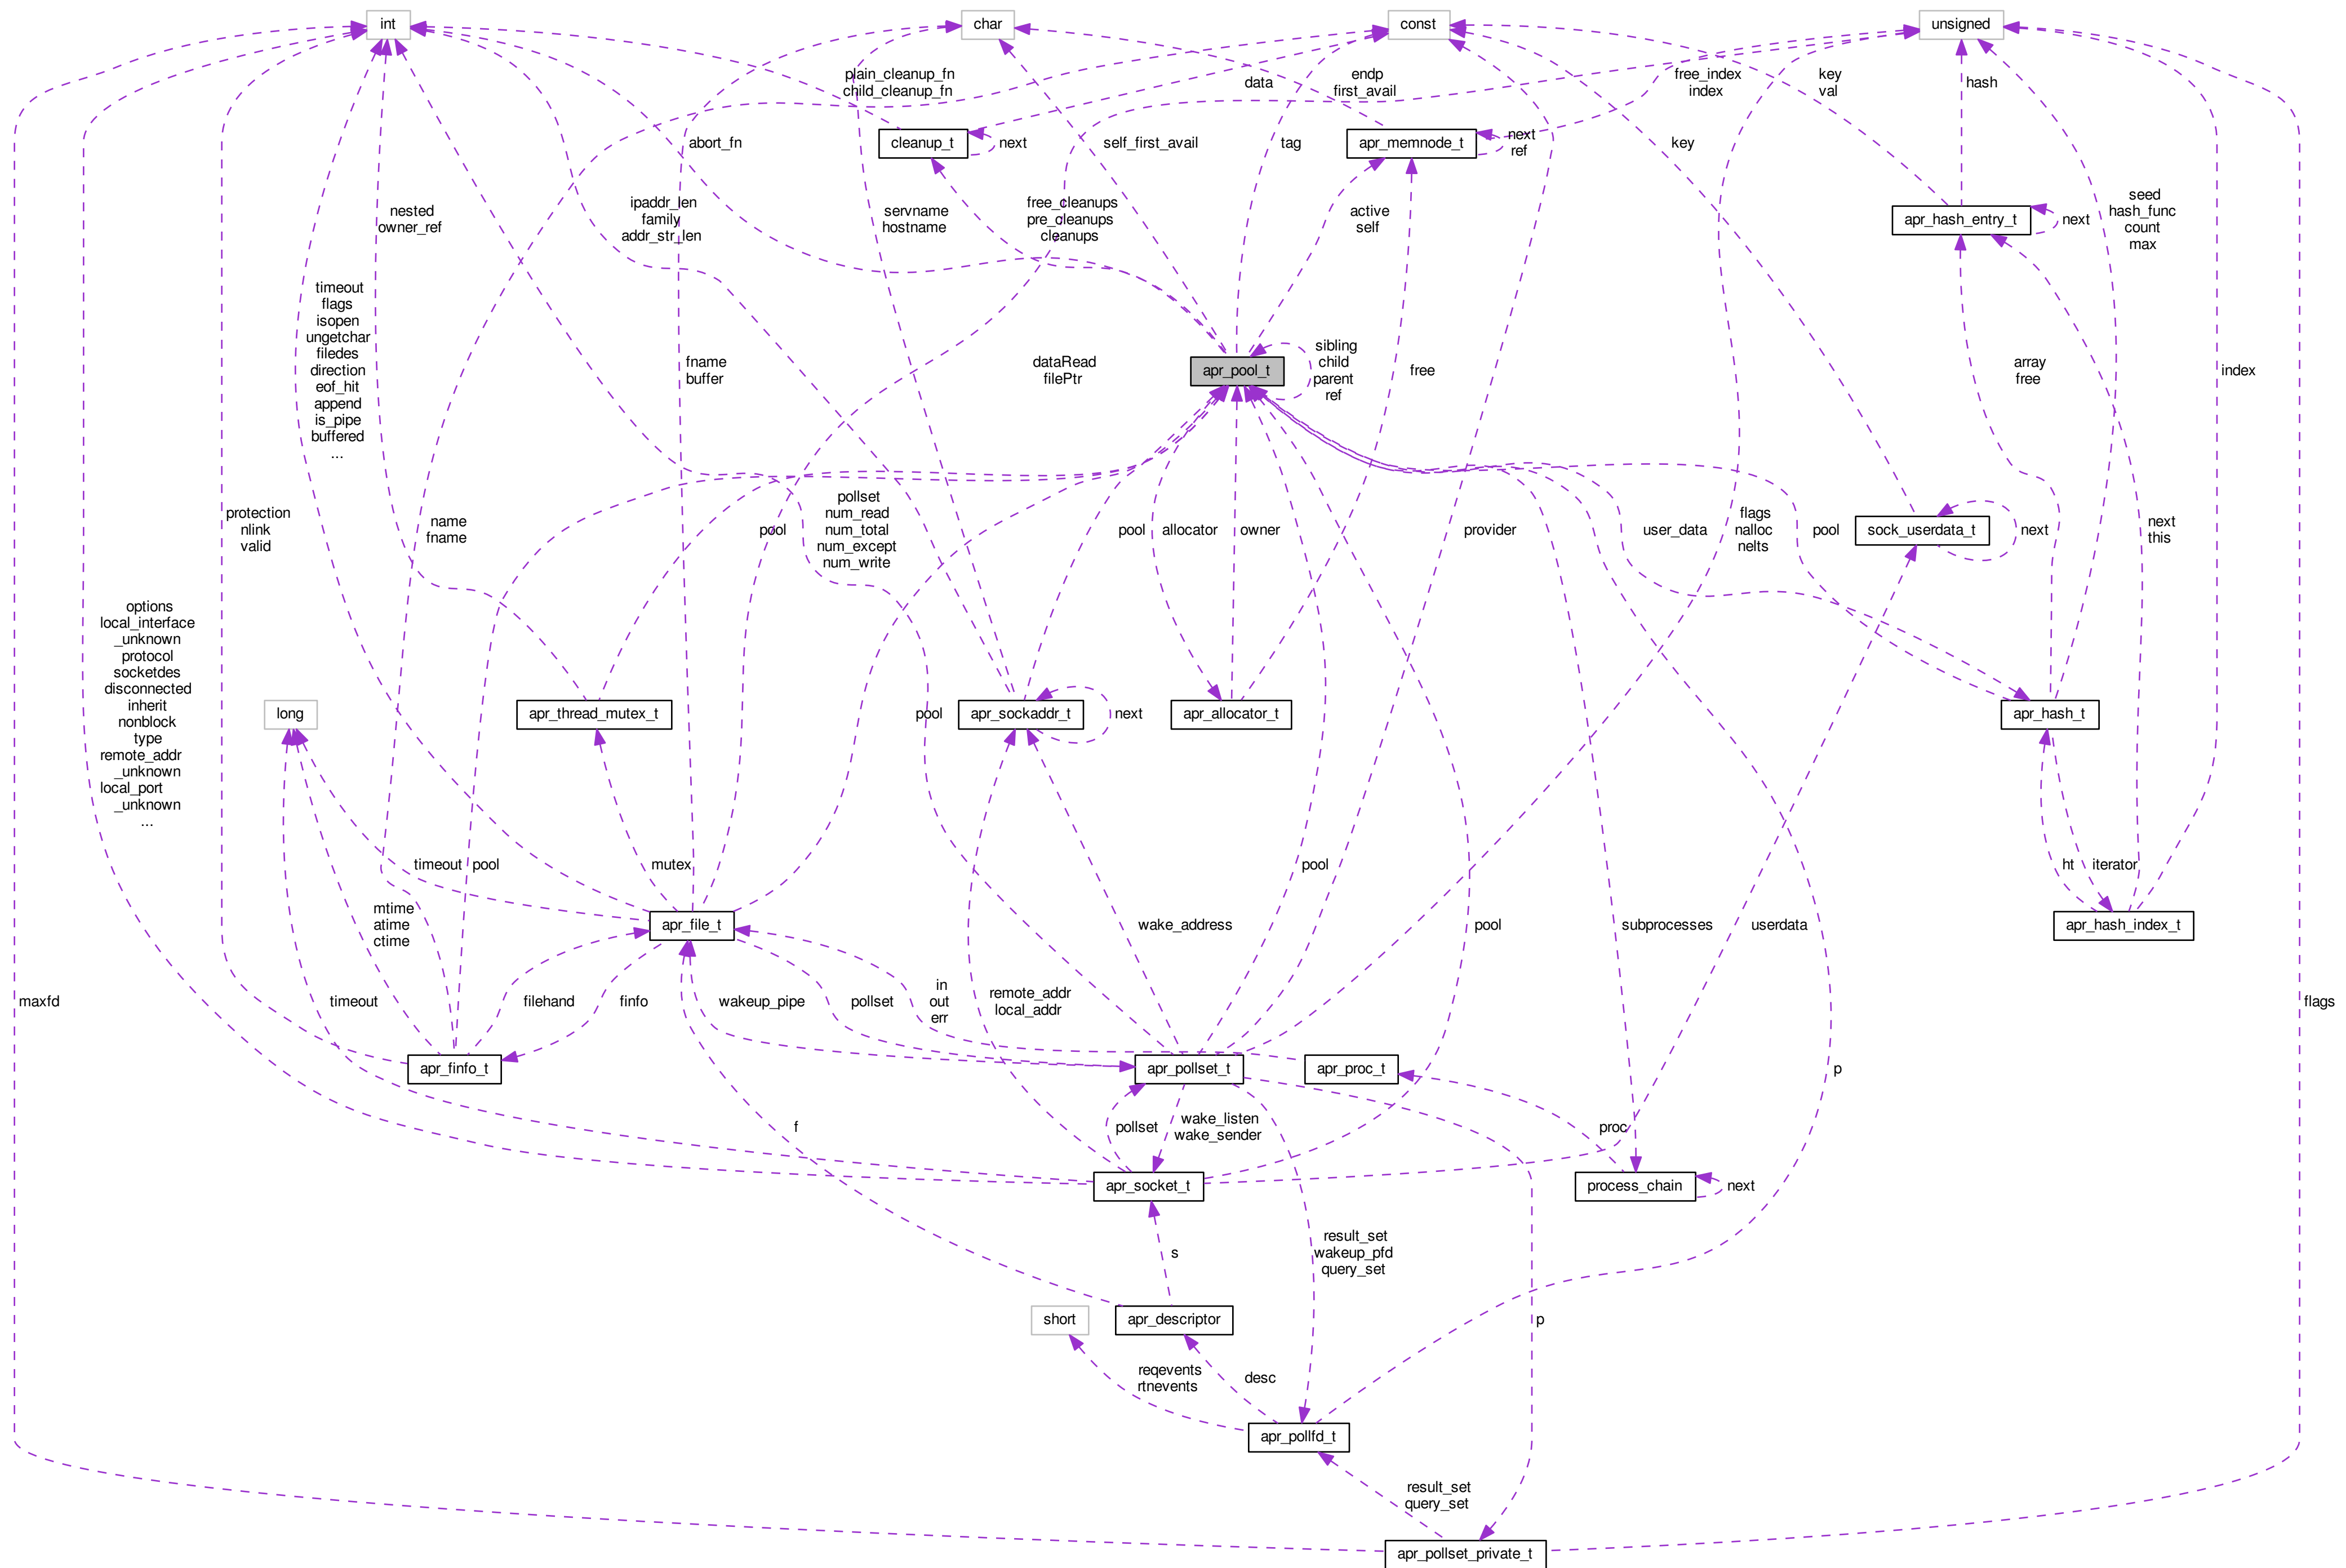 int
char
const
unsigned
plain_cleanup_fn
child_cleanup_fn
data
endp
first_avail
free_index
index
key
val
hash
abort_fn
cleanup_t
next
self_first_avail
tag
apr_memnode_t
next
ref
key
nested
owner_ref
ipaddr_len
family
addr_str_len
servname
hostname
free_cleanups
pre_cleanups
cleanups
active
self
apr_hash_entry_t
next
seed
hash_func
count
max
timeout
flags
isopen
ungetchar
filedes
direction
eof_hit
append
is_pipe
buffered
...
fname
buffer
dataRead
filePtr
apr_pool_t
sibling
child
parent
ref
free
array
free
index
protection
nlink
valid
name
fname
pool
pollset
num_read
num_total
num_except
num_write
pool
allocator
owner
provider
user_data
flags
nalloc
nelts
pool
sock_userdata_t
next
next
this
options
local_interface
_unknown
protocol
socketdes
disconnected
inherit
nonblock
type
remote_addr
_unknown
local_port
_unknown
...
long
apr_thread_mutex_t
pool
apr_sockaddr_t
next
apr_allocator_t
apr_hash_t
timeout
pool
mutex
pool
ht
iterator
mtime
atime
ctime
apr_file_t
wake_address
pool
subprocesses
userdata
apr_hash_index_t
maxfd
timeout
filehand
finfo
wakeup_pipe
pollset
in
out
err
remote_addr
local_addr
flags
apr_finfo_t
apr_pollset_t
apr_proc_t
p
f
pollset
wake_listen
wake_sender
proc
apr_socket_t
process_chain
next
s
result_set
wakeup_pfd
query_set
short
apr_descriptor
p
reqevents
rtnevents
desc
apr_pollfd_t
result_set
query_set
apr_pollset_private_t